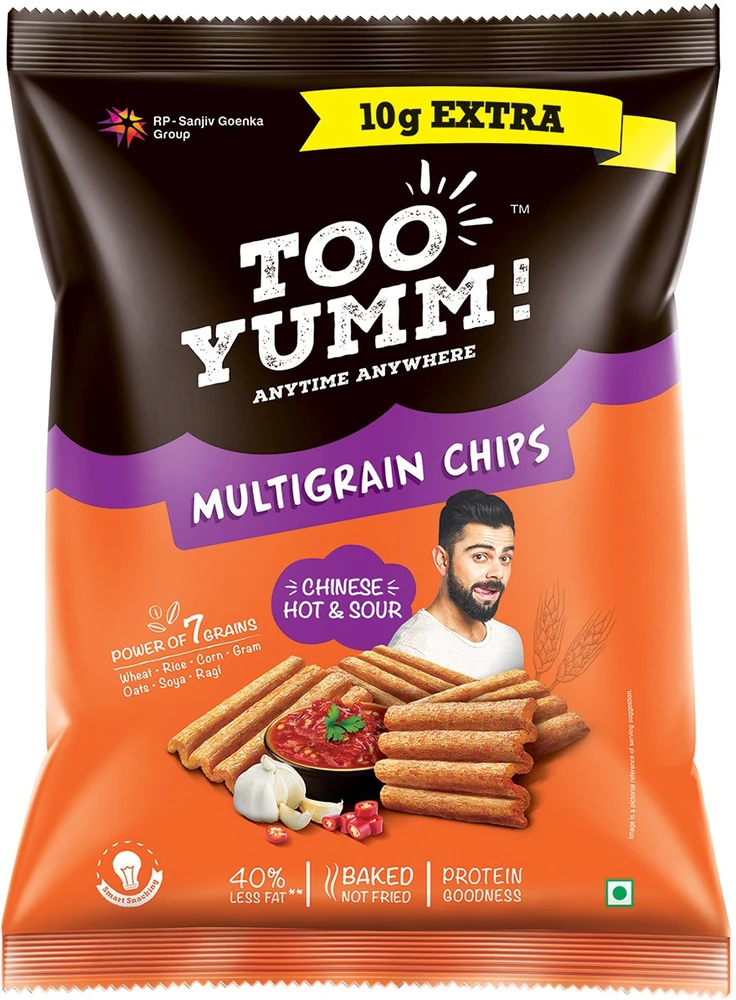 RP-Sanjiv Goenka
Group
10g EXTRA
TOO
YUMM!
TM
ANYTIME ANYWHERE
MULTIGRAIN CHIPS
CHINESE
HOT & SOUR
POWER OF 7 GRAINS
Wheat • Rice • Corn • Gram
Oats • Soya • Ragi
Image is a pictorial reference of serving suggestion.
Smart Snacking
40%
LESS FAT**
BAKED
NOT FRIED
PROTEIN
GOODNESS